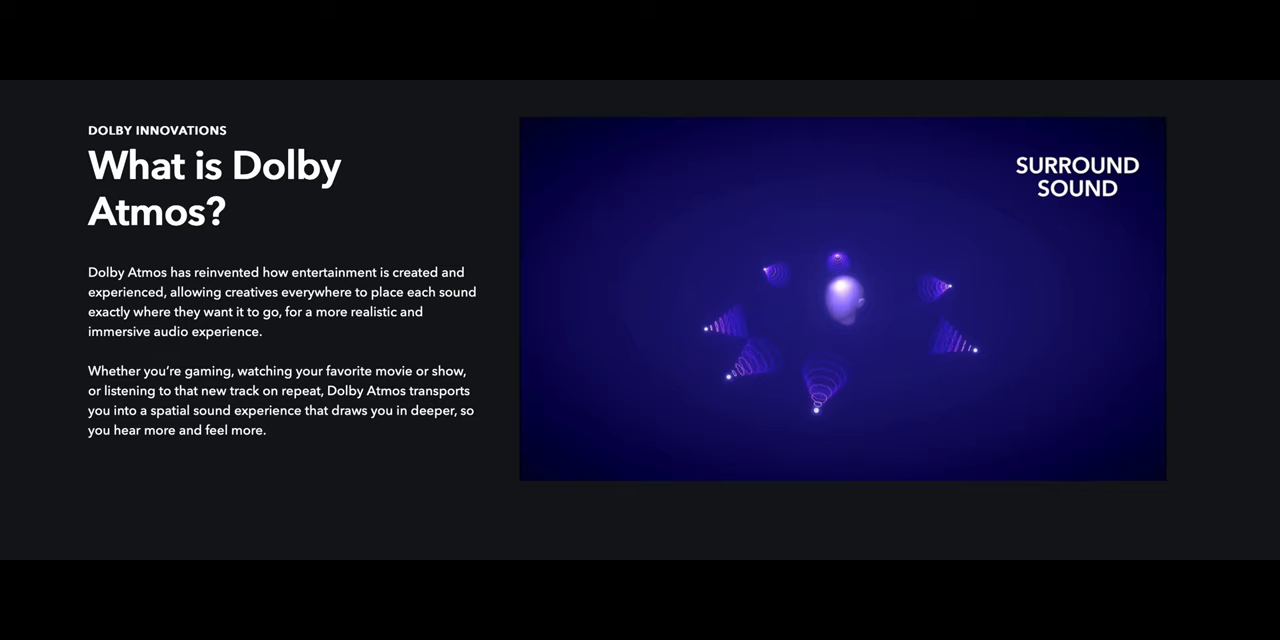 DOLBY INNOVATIONS
What is Dolby
Atmos?
Dolby Atmos has reinvented how entertainment is created and
experienced, allowing creatives everywhere to place each sound
exactly where they want it to go, for a more realistic and
immersive audio experience.
Whether you’re gaming, watching your favorite movie or show,
or listening to that new track on repeat, Dolby Atmos transports
you into a spatial sound experience that draws you in deeper, so
you hear more and feel more.
SURROUND
SOUND